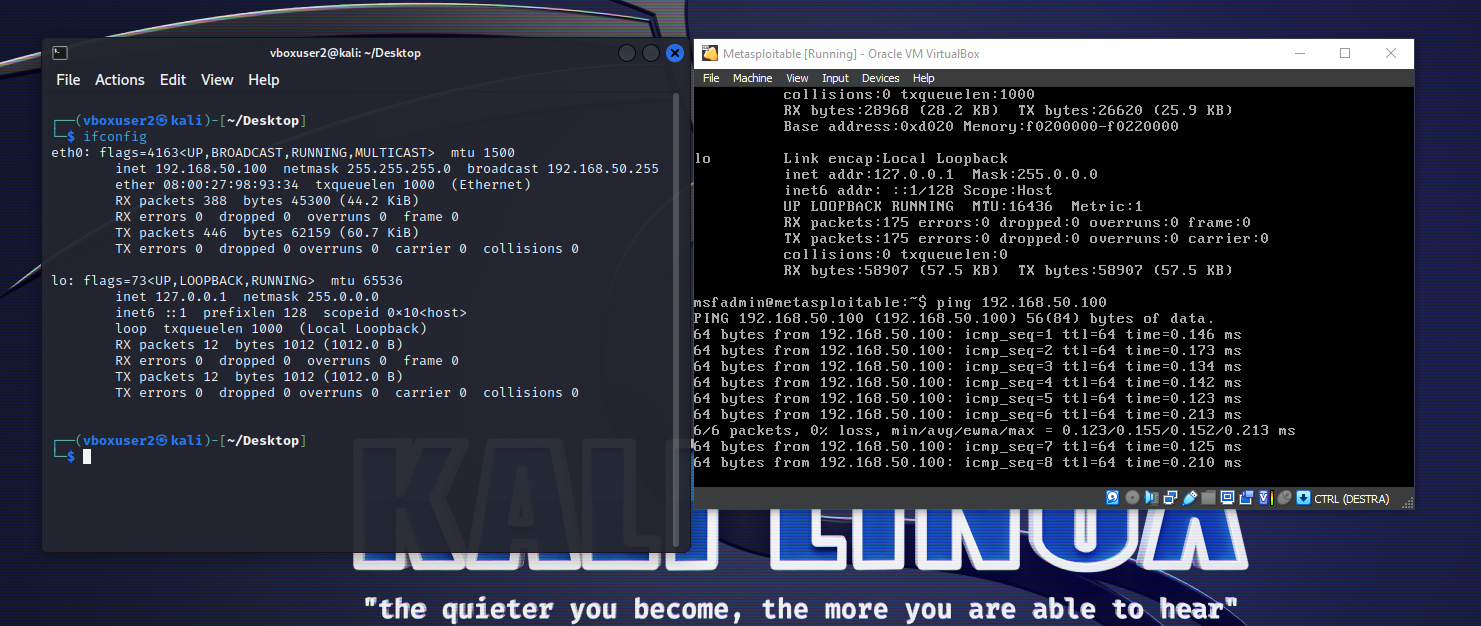 vboxuser2@kali: ~/Desktop
File Actions Edit View Help
┌──(vboxuser2㉿kali)-[~/Desktop]
└─$ ifconfig
eth0: flags=4163<UP,BROADCAST,RUNNING,MULTICAST>  mtu 1500
        inet 192.168.50.100  netmask 255.255.255.0  broadcast 192.168.50.255
        ether 08:00:27:98:93:34  txqueuelen 1000  (Ethernet)
        RX packets 388  bytes 45300 (44.2 KiB)
        RX errors 0  dropped 0  overruns 0  frame 0
        TX packets 446  bytes 62159 (60.7 KiB)
        TX errors 0  dropped 0 overruns 0  carrier 0  collisions 0
lo: flags=73<UP,LOOPBACK,RUNNING>  mtu 65536
        inet 127.0.0.1  netmask 255.0.0.0
        inet6 ::1  prefixlen 128  scopeid 0×10<host>
        loop  txqueuelen 1000  (Local Loopback)
        RX packets 12  bytes 1012 (1012.0 B)
        RX errors 0  dropped 0  overruns 0  frame 0
        TX packets 12  bytes 1012 (1012.0 B)
        TX errors 0  dropped 0 overruns 0  carrier 0  collisions 0
┌──(vboxuser2㉿kali)-[~/Desktop]
└─$
Metasploitable [Running] - Oracle VM VirtualBox
File Machine View Input Devices Help
          collisions:0 txqueuelen:1000
          RX bytes:28968 (28.2 KB)  TX bytes:26620 (25.9 KB)
          Base address:0xd020 Memory:f0200000-f0220000
lo        Link encap:Local Loopback
          inet addr:127.0.0.1  Mask:255.0.0.0
          inet6 addr: ::1/128 Scope:Host
          UP LOOPBACK RUNNING  MTU:16436  Metric:1
          RX packets:175 errors:0 dropped:0 overruns:0 frame:0
          TX packets:175 errors:0 dropped:0 overruns:0 carrier:0
          collisions:0 txqueuelen:0
          RX bytes:58907 (57.5 KB)  TX bytes:58907 (57.5 KB)
msfadmin@metasploitable:~$ ping 192.168.50.100
PING 192.168.50.100 (192.168.50.100) 56(84) bytes of data.
64 bytes from 192.168.50.100: icmp_seq=1 ttl=64 time=0.146 ms
64 bytes from 192.168.50.100: icmp_seq=2 ttl=64 time=0.173 ms
64 bytes from 192.168.50.100: icmp_seq=3 ttl=64 time=0.134 ms
64 bytes from 192.168.50.100: icmp_seq=4 ttl=64 time=0.142 ms
64 bytes from 192.168.50.100: icmp_seq=5 ttl=64 time=0.123 ms
64 bytes from 192.168.50.100: icmp_seq=6 ttl=64 time=0.213 ms
6/6 packets, 0% loss, min/avg/ewma/max = 0.123/0.155/0.152/0.213 ms
64 bytes from 192.168.50.100: icmp_seq=7 ttl=64 time=0.125 ms
64 bytes from 192.168.50.100: icmp_seq=8 ttl=64 time=0.210 ms
CTRL (DESTRA)
KALI LINUX
"the quieter you become, the more you are able to hear"